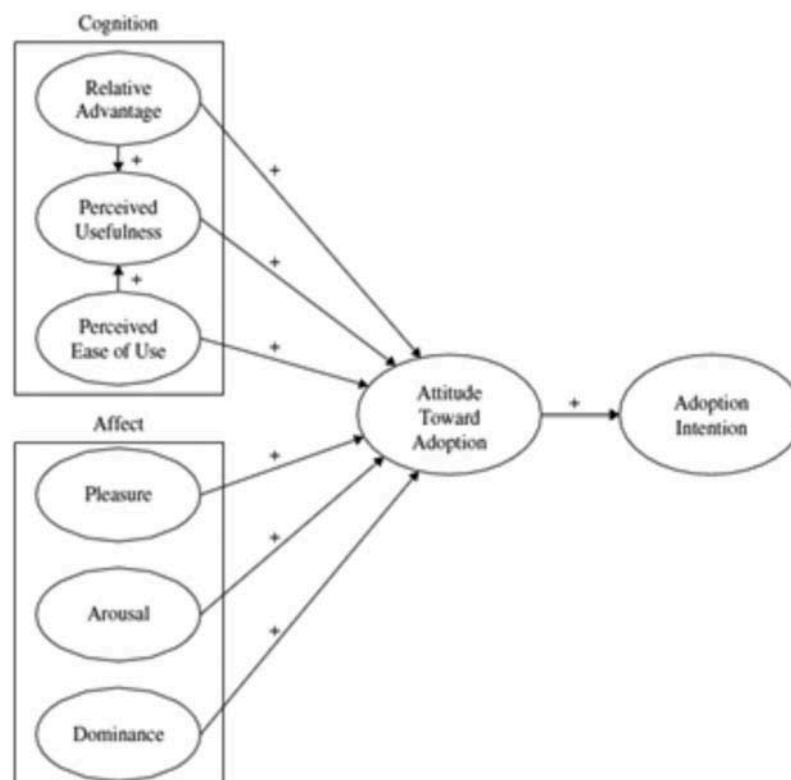 Cognition
Relative
Advantage
+
Perceived
Usefulness
+
Perceived
Ease of Use
+
+
+
Affect
Pleasure
+
Arousal
+
Dominance
+
Attitude
Toward
Adoption
+
Adoption
Intention